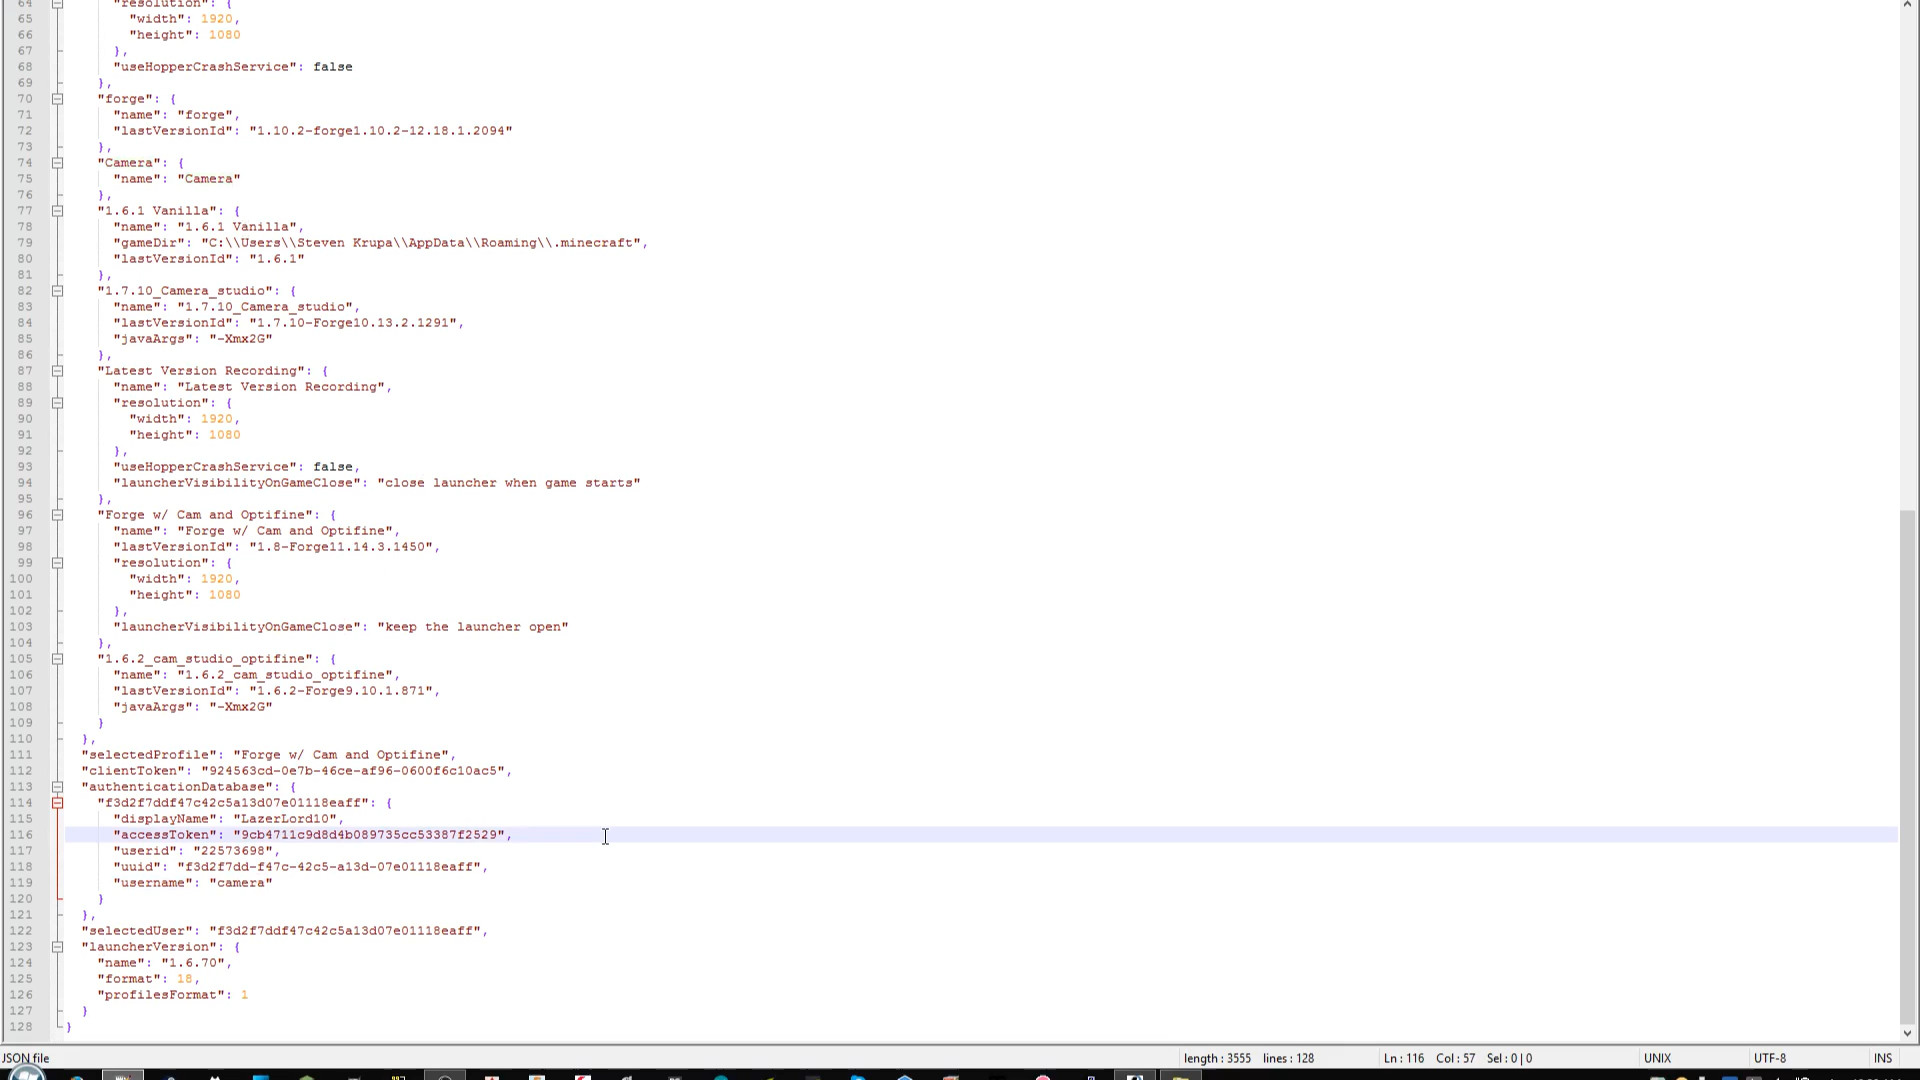 64 "resolution": {
65 "width": 1920,
66 "height": 1080
67 },
68 "useHopperCrashService": false
69 },
70 "forge": {
71 "name": "forge",
72 "lastVersionId": "1.10.2-forge1.10.2-12.18.1.2094"
73 },
74 "Camera": {
75 "name": "Camera"
76 },
77 "1.6.1 Vanilla": {
78 "name": "1.6.1 Vanilla",
79 "gameDir": "C:\\Users\\Steven Krupa\\AppData\\Roaming\\.minecraft",
80 "lastVersionId": "1.6.1"
81 },
82 "1.7.10_Camera_studio": {
83 "name": "1.7.10_Camera_studio",
84 "lastVersionId": "1.7.10-Forge10.13.2.1291",
85 "javaArgs": "-Xmx2G"
86 },
87 "Latest Version Recording": {
88 "name": "Latest Version Recording",
89 "resolution": {
90 "width": 1920,
91 "height": 1080
92 },
93 "useHopperCrashService": false,
94 "launcherVisibilityOnGameClose": "close launcher when game starts"
95 },
96 "Forge w/ Cam and Optifine": {
97 "name": "Forge w/ Cam and Optifine",
98 "lastVersionId": "1.8-Forge11.14.3.1450",
99 "resolution": {
100 "width": 1920,
101 "height": 1080
102 },
103 "launcherVisibilityOnGameClose": "keep the launcher open"
104 },
105 "1.6.2_cam_studio_optifine": {
106 "name": "1.6.2_cam_studio_optifine",
107 "lastVersionId": "1.6.2-Forge9.10.1.871",
108 "javaArgs": "-Xmx2G"
109 }
110 },
111 "selectedProfile": "Forge w/ Cam and Optifine",
112 "clientToken": "924563cd-0e7b-46ce-af96-0600f6c10ac5",
113 "authenticationDatabase": {
114 "f3d2f7ddf47c42c5a13d07e01118eaff": {
115 "displayName": "LazerLord10",
116 "accessToken": "9cb4711c9d8d4b089735cc53387f2529",
117 "userid": "22573698",
118 "uuid": "f3d2f7dd-f47c-42c5-a13d-07e01118eaff",
119 "username": "camera"
120 }
121 },
122 "selectedUser": "f3d2f7ddf47c42c5a13d07e01118eaff",
123 "launcherVersion": {
124 "name": "1.6.70",
125 "format": 18,
126 "profilesFormat": 1
127 }
128 }
JSON file length : 3555 lines : 128 Ln : 116 Col : 57 Sel : 0 | 0 UNIX UTF-8 INS